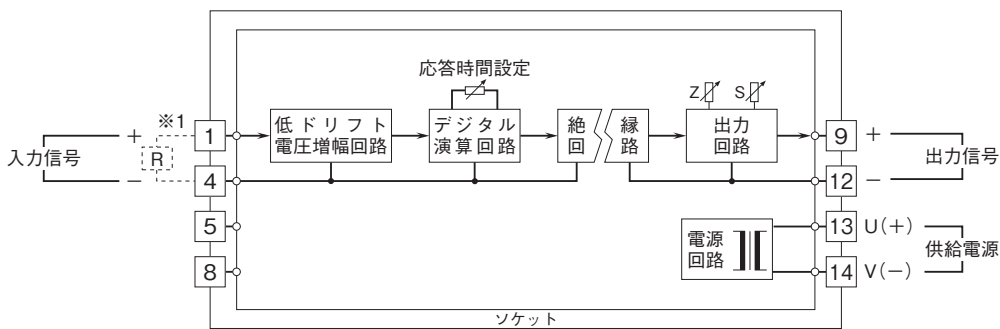 応答時間設定
※1
Z
S
入力信号
+
R
−
1
4
5
8
低ドリフト
電圧増幅回路
デジタル
演算回路
絶 縁
回 路
出力
回路
9
+
12
−
出力信号
13
U(+)
14
V(−)
供給電源
電源
回路
ソケット